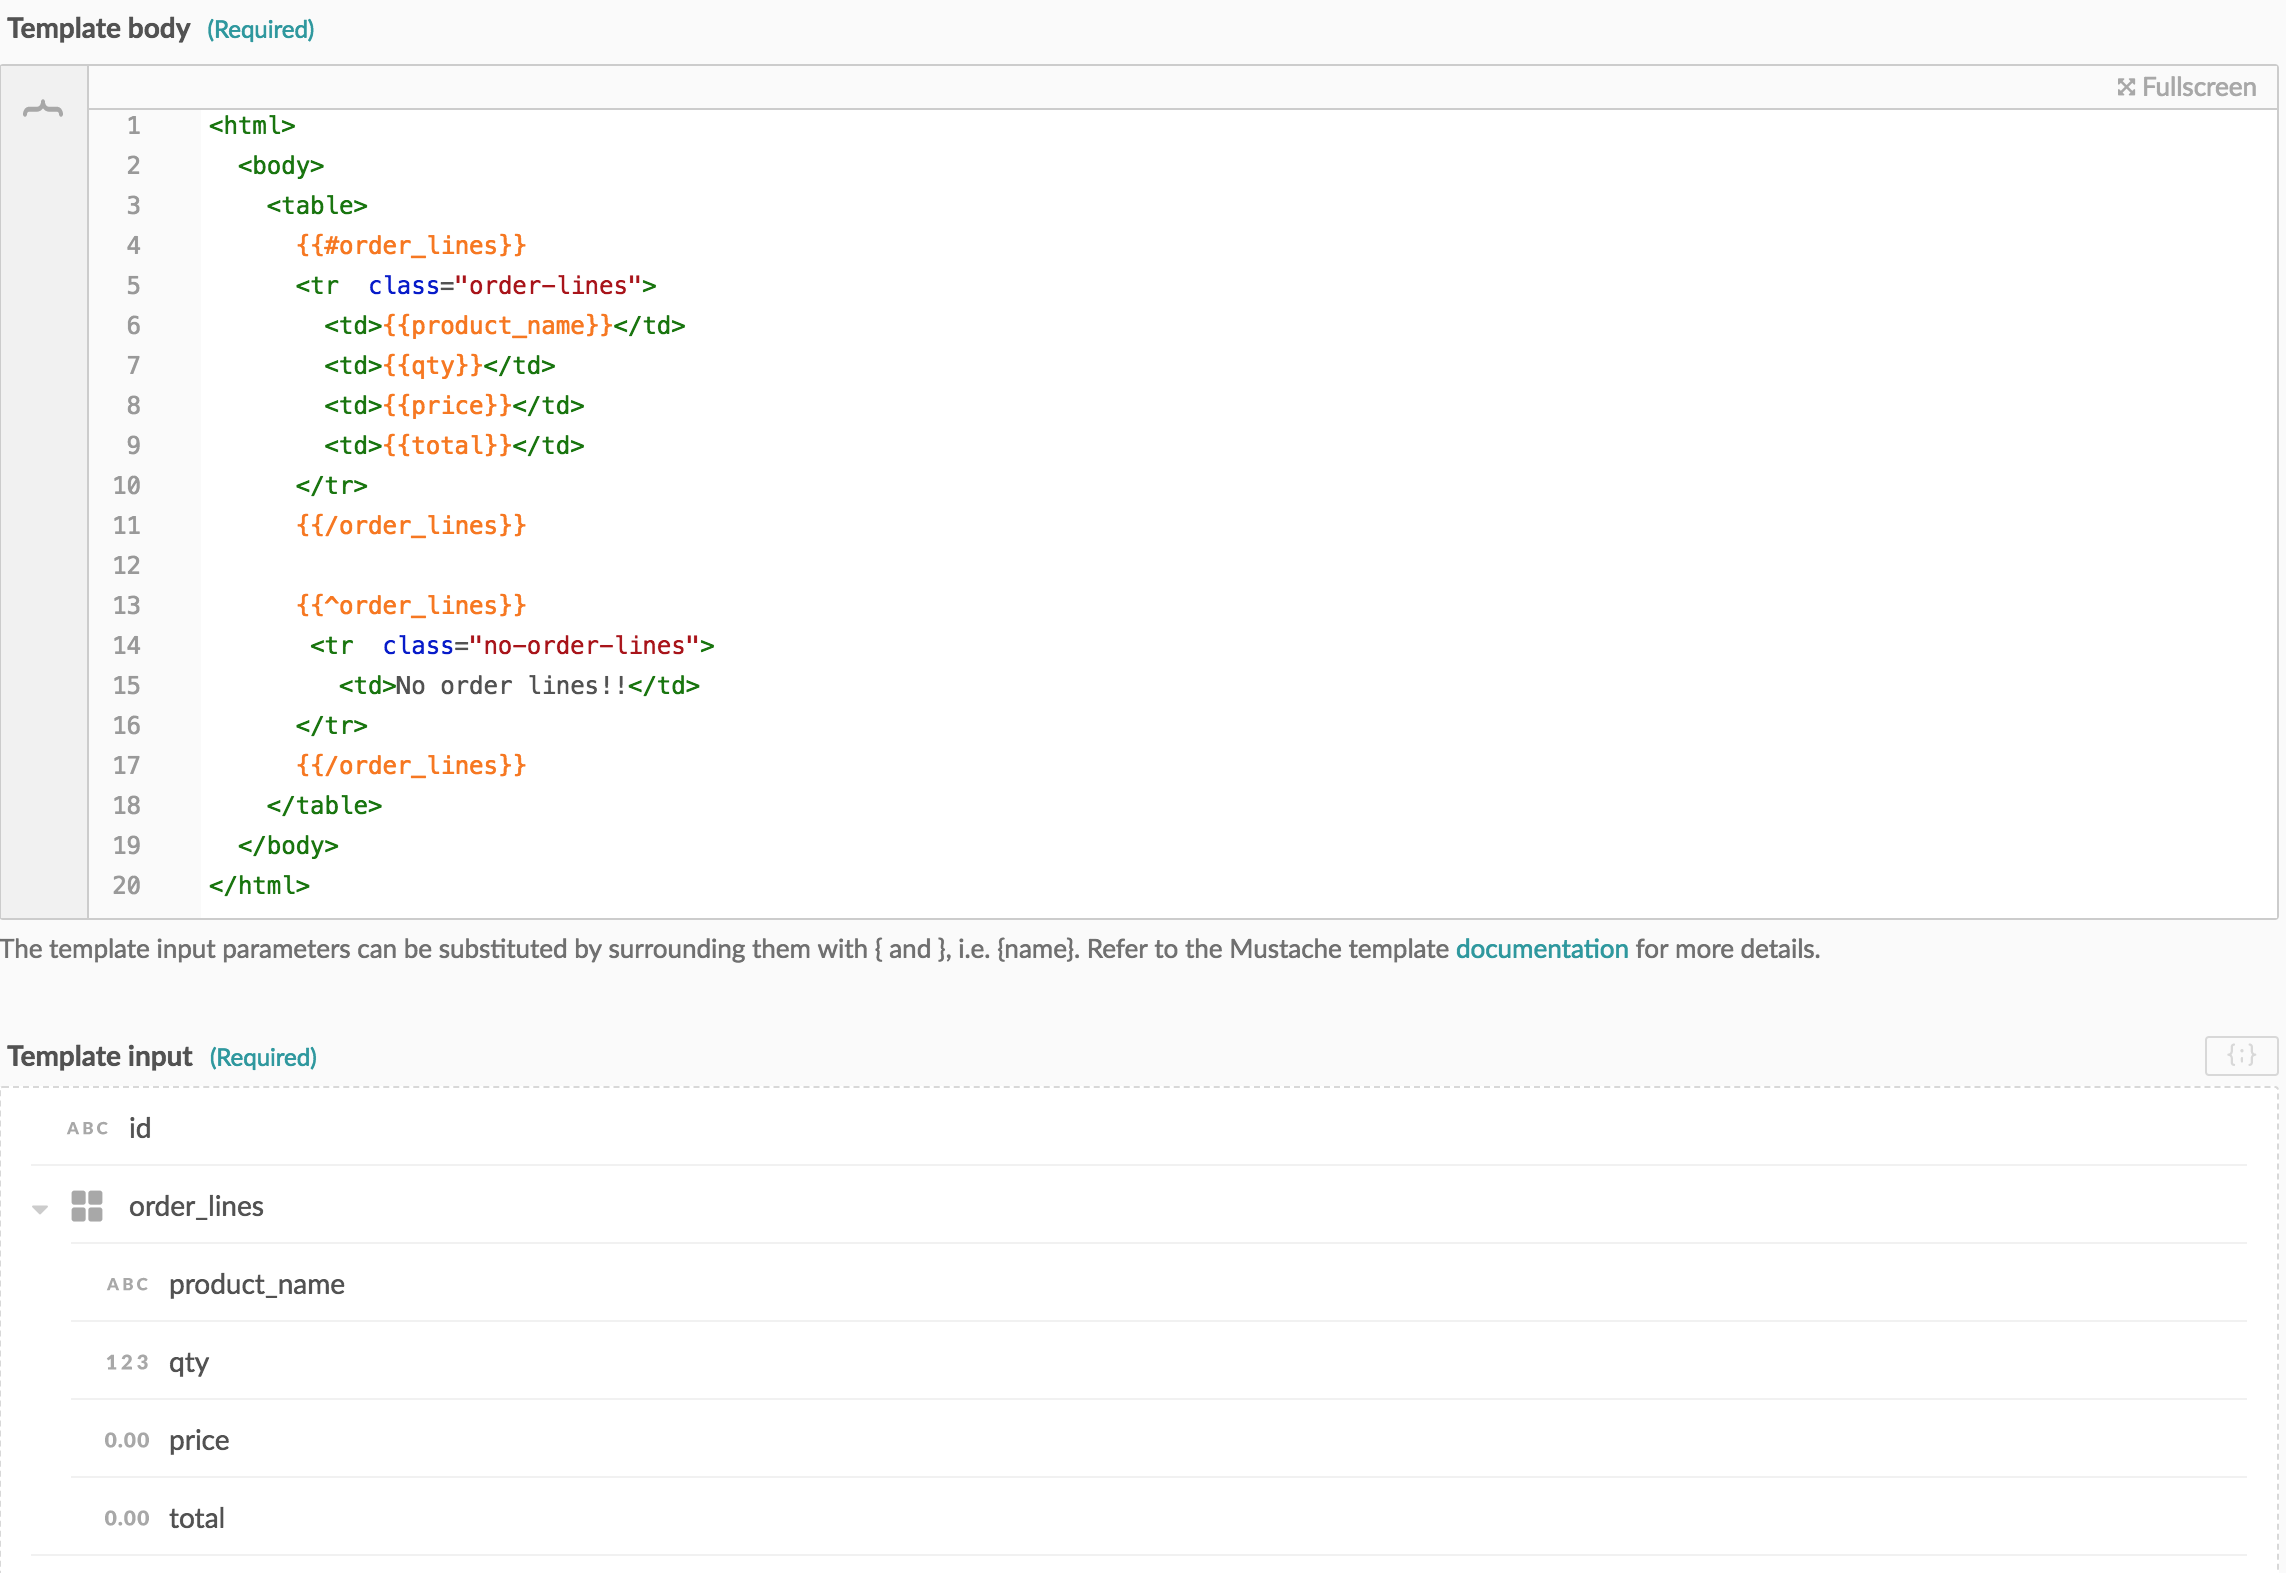 Template body (Required)
Fullscreen
1 <html>
2   <body>
3     <table>
4       {{#order_lines}}
5       <tr  class="order-lines">
6         <td>{{product_name}}</td>
7         <td>{{qty}}</td>
8         <td>{{price}}</td>
9         <td>{{total}}</td>
10       </tr>
11       {{/order_lines}}
12
13       {{^order_lines}}
14        <tr  class="no-order-lines">
15          <td>No order lines!!</td>
16       </tr>
17       {{/order_lines}}
18     </table>
19   </body>
20 </html>
The template input parameters can be substituted by surrounding them with { and }, i.e. {name}. Refer to the Mustache template documentation for more details.
Template input (Required)
{:}
ABC id
order_lines
ABC product_name
123 qty
0.00 price
0.00 total